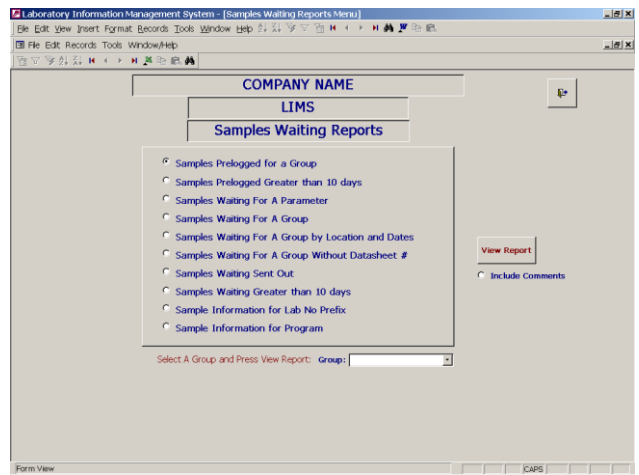 Laboratory Information Management System - [Samples Waiting Reports Menu]
File Edit View Insert Format Records Tools Window Help
File Edit Records Tools Window/Help
COMPANY NAME
LIMS
Samples Waiting Reports
Samples Prelogged for a Group
Samples Prelogged Greater than 10 days
Samples Waiting For A Parameter
Samples Waiting For A Group
Samples Waiting For A Group by Location and Dates
Samples Waiting For A Group Without Datasheet #
Samples Waiting Sent Out
Samples Waiting Greater than 10 days
Sample Information for Lab No Prefix
Sample Information for Program
View Report
Include Comments
Select A Group and Press View Report: Group:
Form View
CAPS